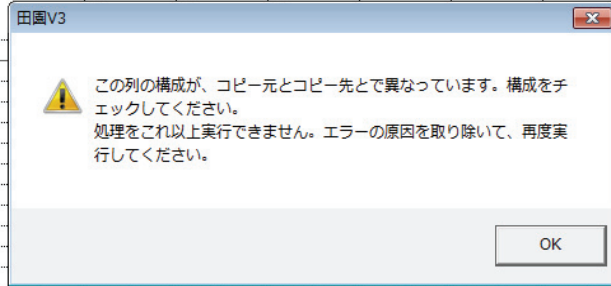 田園V3
この列の構成が、コピー元とコピー先とで異なっています。構成をチ
ェックしてください。
処理をこれ以上実行できません。エラーの原因を取り除いて、再度実
行してください。
OK